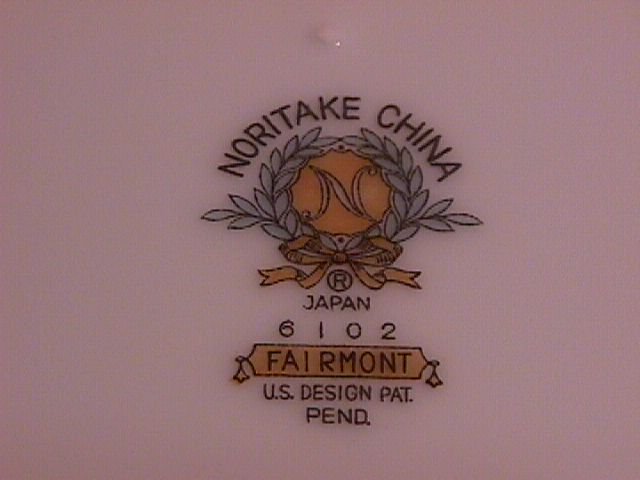 NORITAKE CHINA
N
®
JAPAN
6102
FAIRMONT
U.S. DESIGN PAT.
PEND.